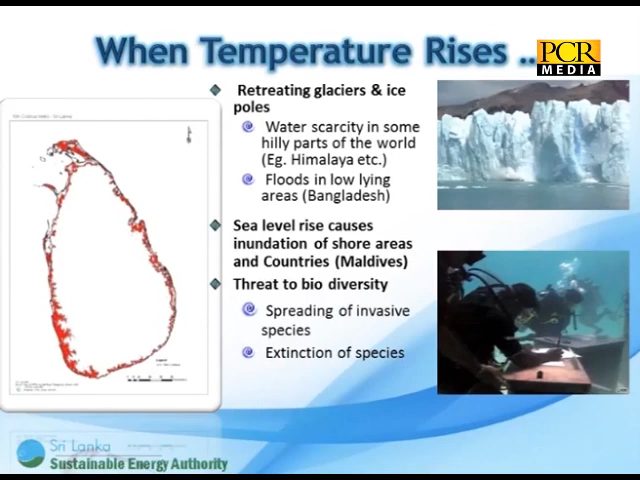 When Temperature Rises ..
PCR
MEDIA
Retreating glaciers & ice
poles
Water scarcity in some
hilly parts of the world
(Eg. Himalaya etc.)
Floods in low lying
areas (Bangladesh)
Sea level rise causes
inundation of shore areas
and Countries (Maldives)
Threat to bio diversity
Spreading of invasive
species
Extinction of species
Sri Lanka
Sustainable Energy Authority